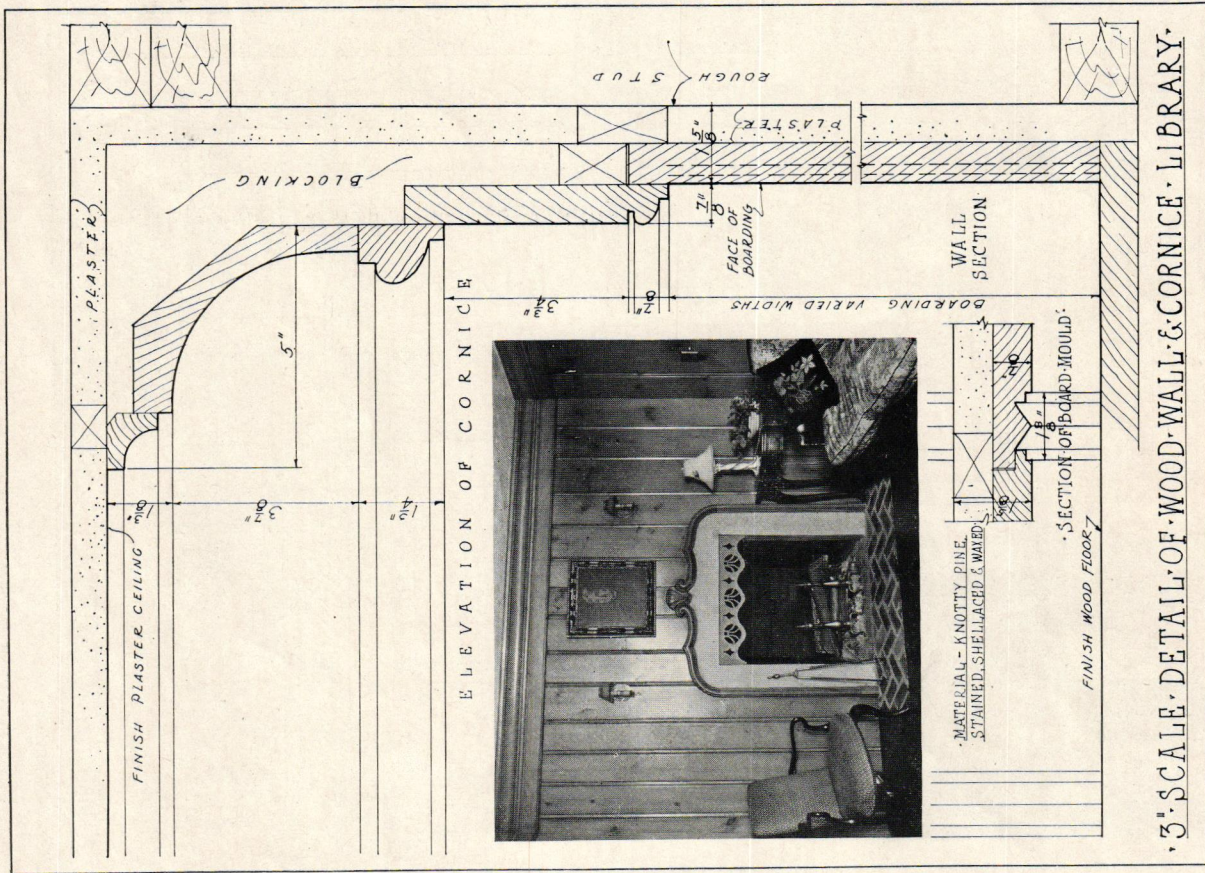 PLASTER
FINISH PLASTER CEILING
BLOCKING
5"
3 7/8"
1 3/4"
ELEVATION OF CORNICE
ROUGH STUD
PLASTER
1 5/8"
7/8"
FACE OF
BOARDING
3 3/4"
7/8"
BOARDING VARIED WIDTHS
WALL
SECTION
·MATERIAL - KNOTTY PINE
STAINED, SHELLACED & WAXED·
7/8"
·SECTION·OF·BOARD·MOULD·
FINISH WOOD FLOOR
·3"·SCALE·DETAIL·OF·WOOD·WALL·&·CORNICE·LIBRARY·